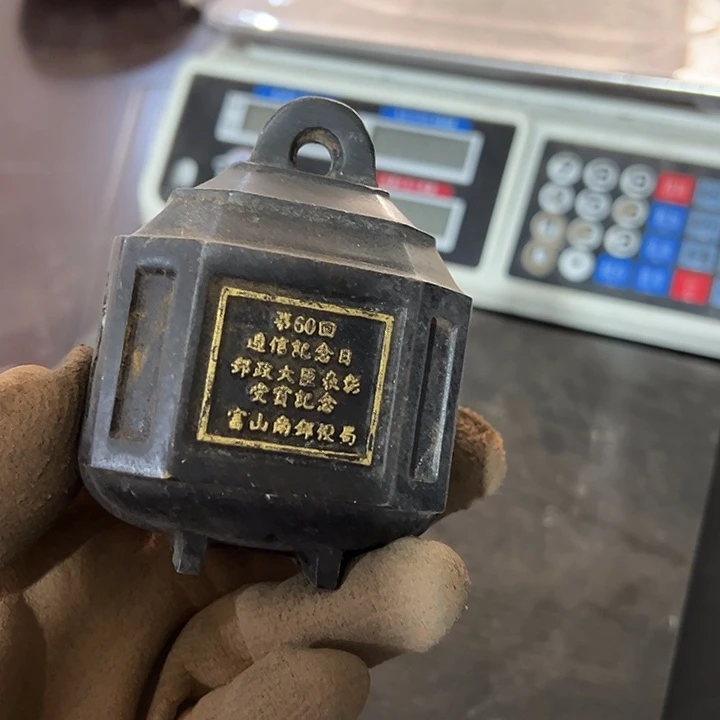 第60回
逓信記念日
郵政大臣表彰
受賞記念
富山南郵便局